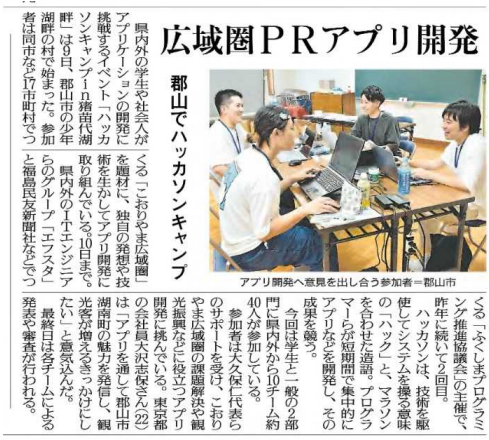 広域圏PRアプリ開発
郡山でハッカソンキャンプ
県内外の学生や社会人が
アプリケーションの開発に
挑戦するイベント「ハッカ
ソンキャンプin猪苗代湖
畔」は9日、郡山市の少年
湖畔の村で始まった。参加
者は同市など17市町村でつ
くる「こおりやま広域圏」
を題材に、独自の発想や技
術を生かしてアプリ開発に
取り組んでいる。10日まで。
県内外のITエンジニア
らのグループ「エフスタ」
と福島民友新聞社などでつ
アプリ開発へ意見を出し合う参加者=郡山市
くる「ふくしまプログラミ
ング推進協議会」の主催で、
昨年に続いて2回目。
ハッカソンは、技術を駆
使してシステムを操る意味
の「ハック」と、マラソン
を合わせた造語。プログラ
マーらが短期間で集中的に
アプリなどを開発し、その
成果を競う。
今回は学生と一般の2部
門に県内外から10チーム約
40人が参加している。
参加者は大久保仁代表ら
のサポートを受け、こおり
やま広域圏の課題解決や観
光振興などに役立つアプリ
開発に挑んでいる。東京都
の会社員大沢志保さん(32)
は「アプリを通して郡山市
湖南町の魅力を発信し、観
光客が増えるきっかけにし
たい」と意気込んだ。
最終日は各チームによる
発表や審査が行われる。